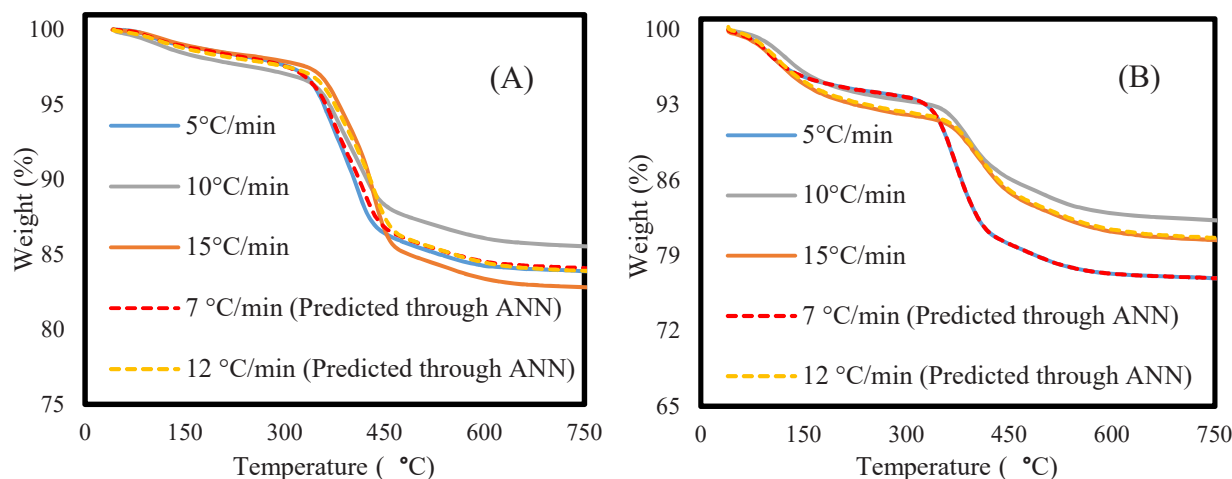 100
95
90
85
80
75
Weight (%)
(A)
5°C/min
10°C/min
15°C/min
7 °C/min (Predicted through ANN)
12 °C/min (Predicted through ANN)
0 150 300 450 600 750
Temperature ( °C)
100
93
86
79
72
65
Weight (%)
(B)
5°C/min
10°C/min
15°C/min
7 °C/min (Predicted through ANN)
12 °C/min (Predicted through ANN)
0 150 300 450 600 750
Temperature ( °C)